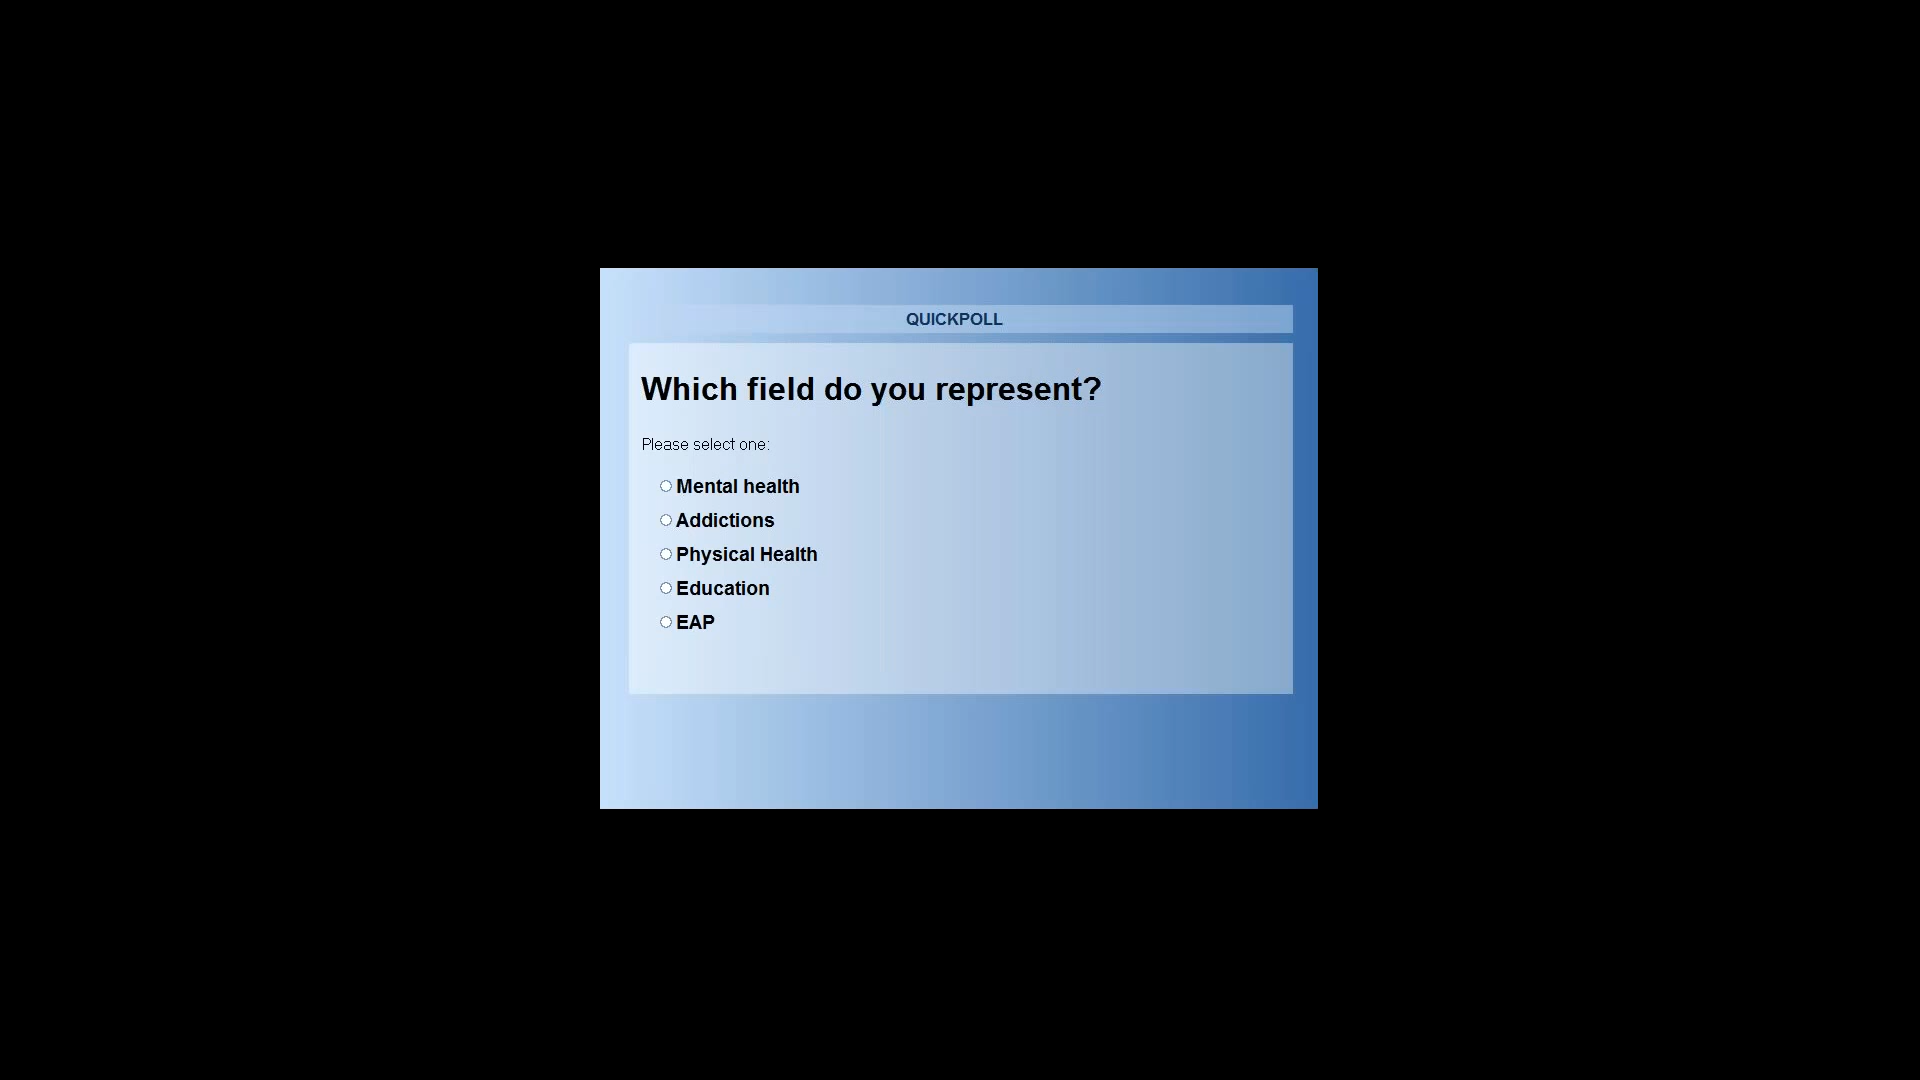 QUICKPOLL
Which field do you represent?
Please select one:
Mental health
Addictions
Physical Health
Education
EAP